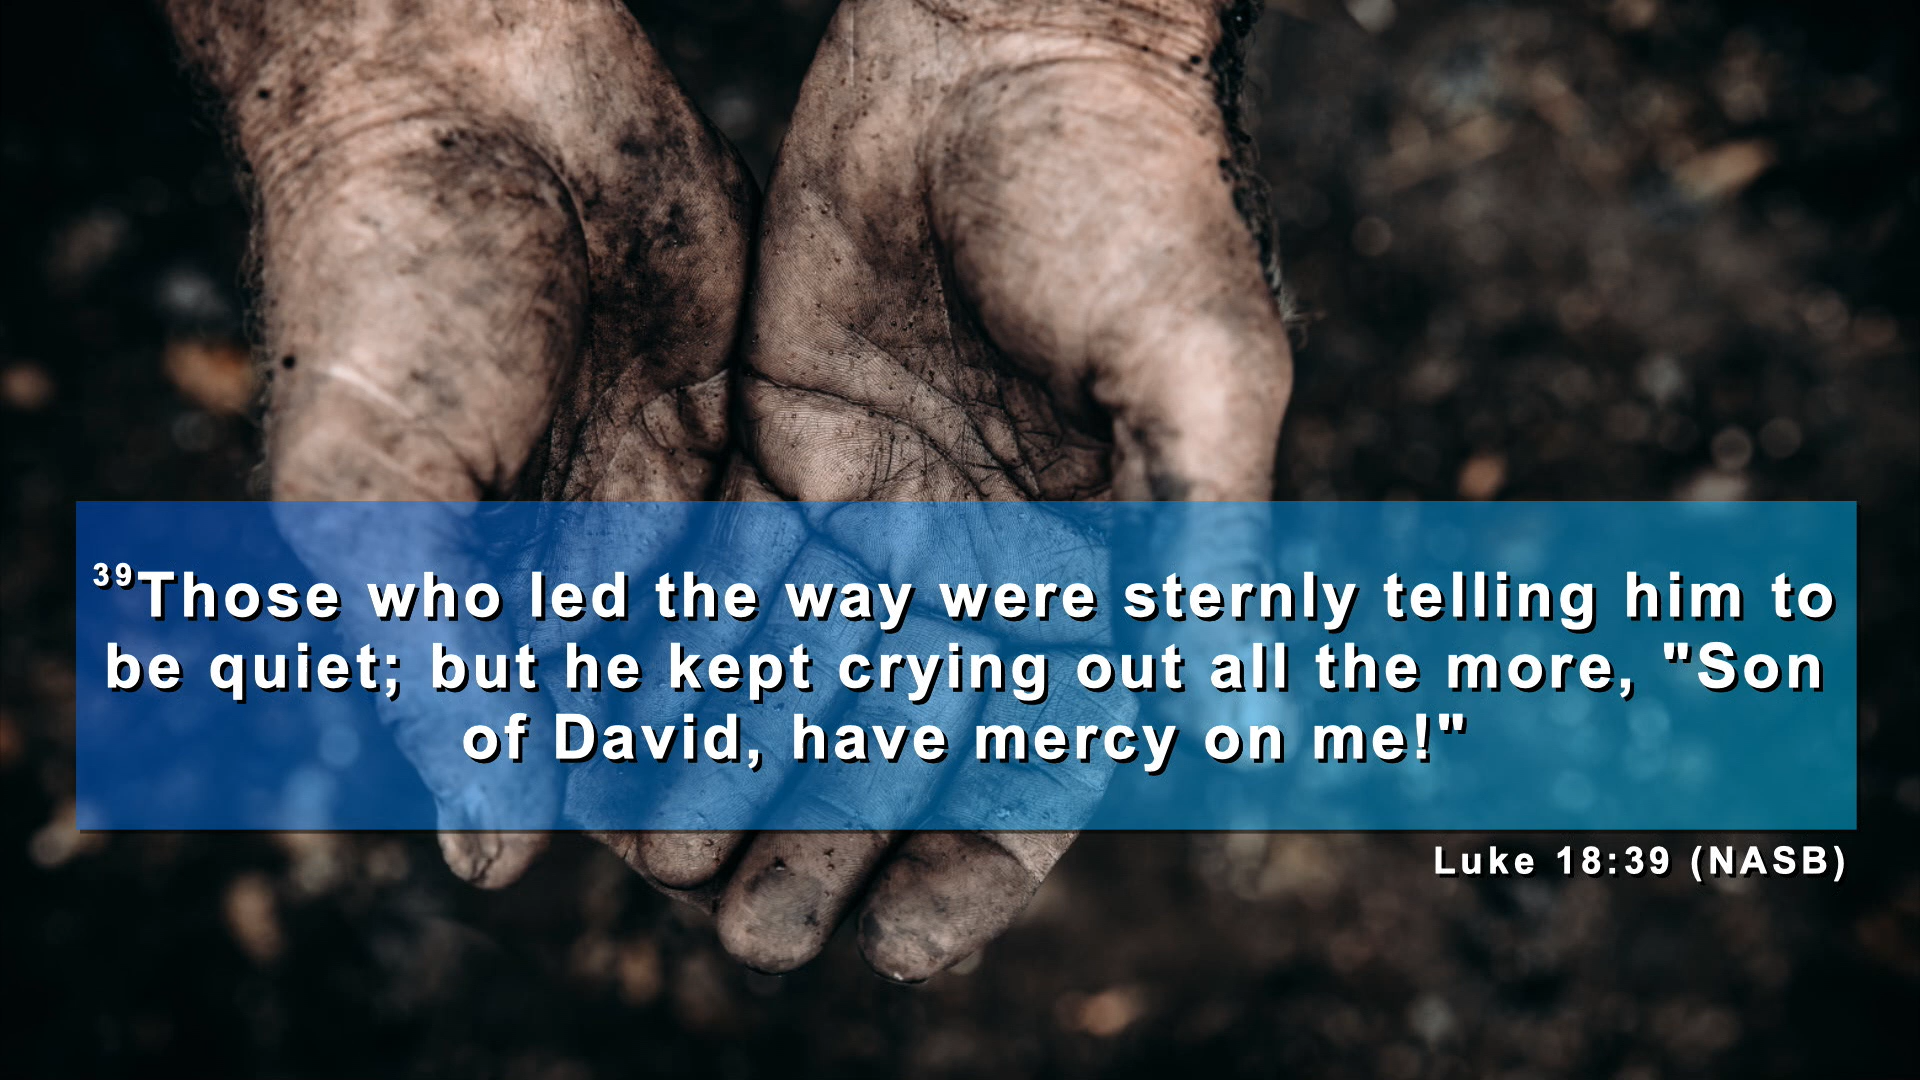 39Those who led the way were sternly telling him to
be quiet; but he kept crying out all the more, "Son
of David, have mercy on me!"
Luke 18:39 (NASB)